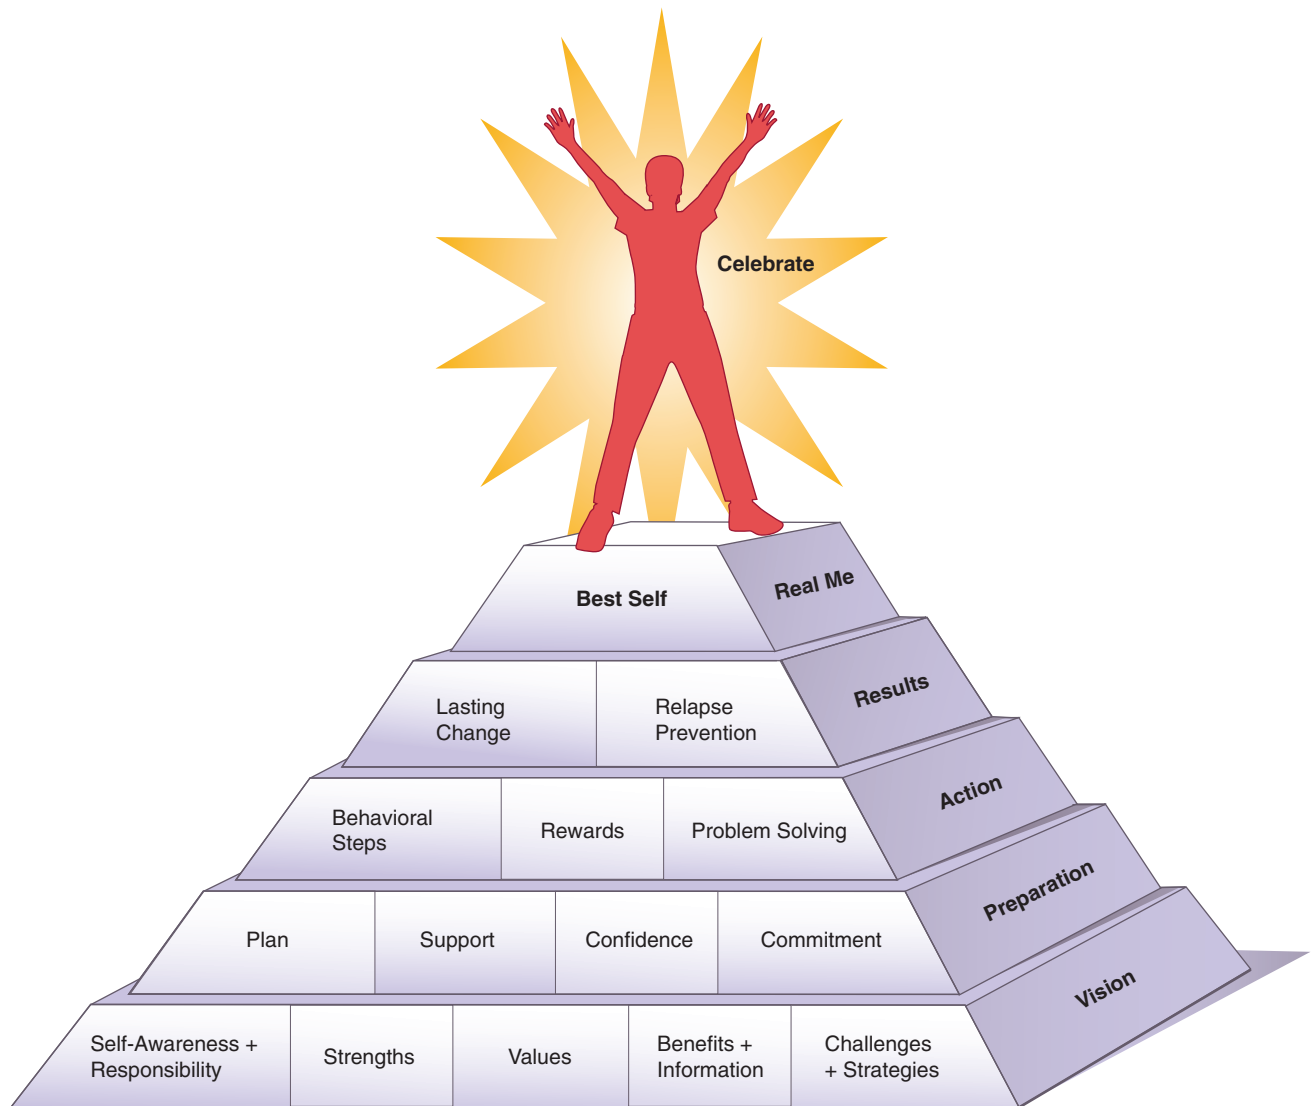 Celebrate
Best Self
Real Me
Lasting
Change
Relapse
Prevention
Results
Behavioral
Steps
Rewards
Problem Solving
Action
Plan
Support
Confidence
Commitment
Preparation
Self-Awareness +
Responsibility
Strengths
Values
Benefits +
Information
Challenges
+ Strategies
Vision